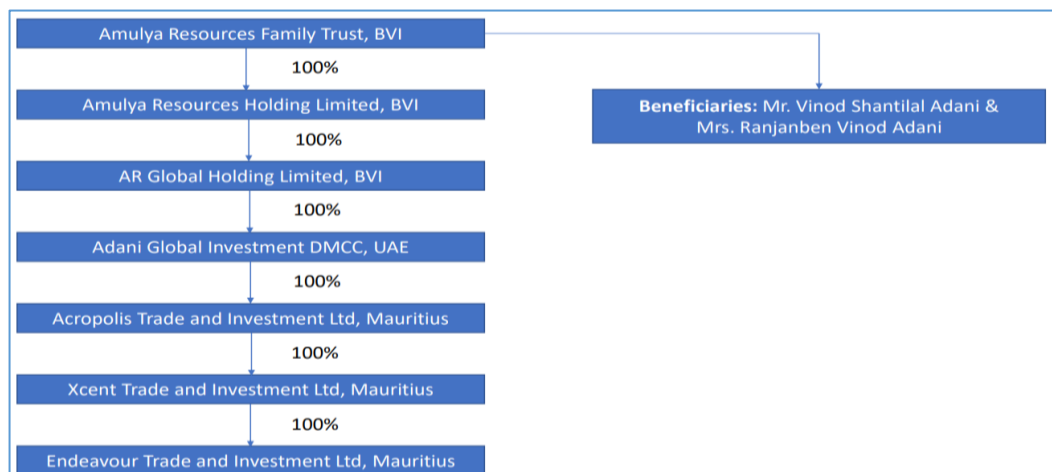 Amulya Resources Family Trust, BVI
100%
Amulya Resources Holding Limited, BVI
100%
AR Global Holding Limited, BVI
100%
Adani Global Investment DMCC, UAE
100%
Acropolis Trade and Investment Ltd, Mauritius
100%
Xcent Trade and Investment Ltd, Mauritius
100%
Endeavour Trade and Investment Ltd, Mauritius
Beneficiaries: Mr. Vinod Shantilal Adani &
Mrs. Ranjanben Vinod Adani